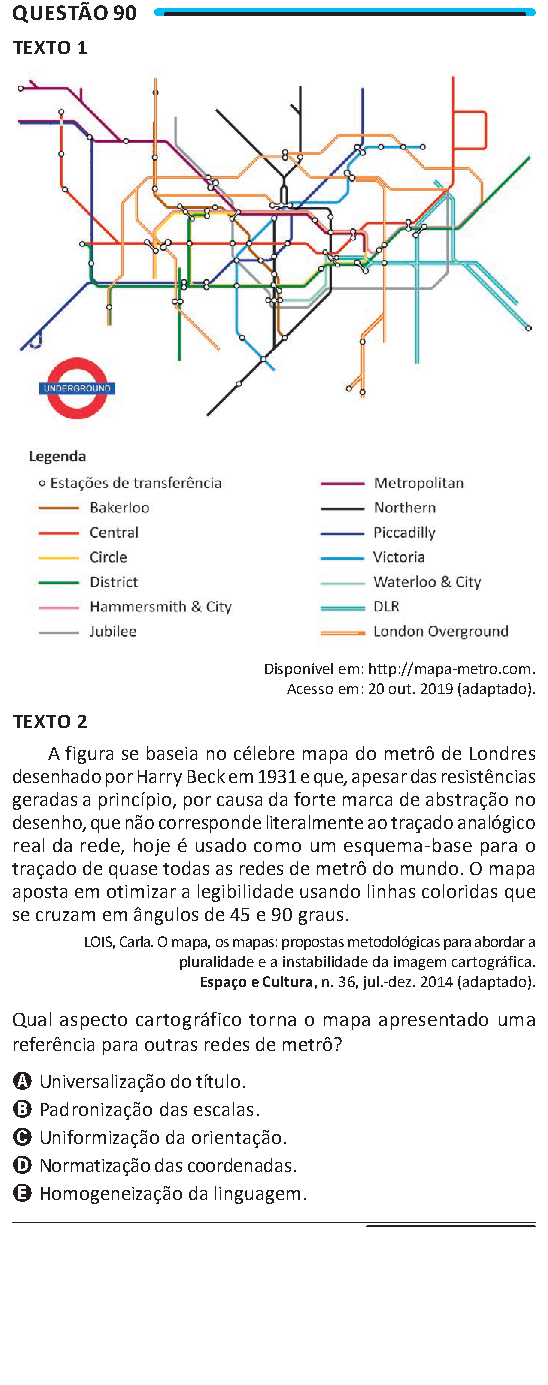 QUESTÃO 90
TEXTO 1
UNDERGROUND
Legenda
Estações de transferência
Bakerloo
Central
Circle
District
Hammersmith & City
Jubilee
Metropolitan
Northern
Piccadilly
Victoria
Waterloo & City
DLR
London Overground
Disponível em: http://mapa-metro.com.
Acesso em: 20 out. 2019 (adaptado).
TEXTO 2
A figura se baseia no célebre mapa do metrô de Londres
desenhado por Harry Beck em 1931 e que, apesar das resistências
geradas a princípio, por causa da forte marca de abstração no
desenho, que não corresponde literalmente ao traçado analógico
real da rede, hoje é usado como um esquema-base para o
traçado de quase todas as redes de metrô do mundo. O mapa
aposta em otimizar a legibilidade usando linhas coloridas que
se cruzam em ângulos de 45 e 90 graus.
LOIS, Carla. O mapa, os mapas: propostas metodológicas para abordar a
pluralidade e a instabilidade da imagem cartográfica.
Espaço e Cultura, n. 36, jul.-dez. 2014 (adaptado).
Qual aspecto cartográfico torna o mapa apresentado uma
referência para outras redes de metrô?
A Universalização do título.
B Padronização das escalas.
C Uniformização da orientação.
D Normatização das coordenadas.
E Homogeneização da linguagem.